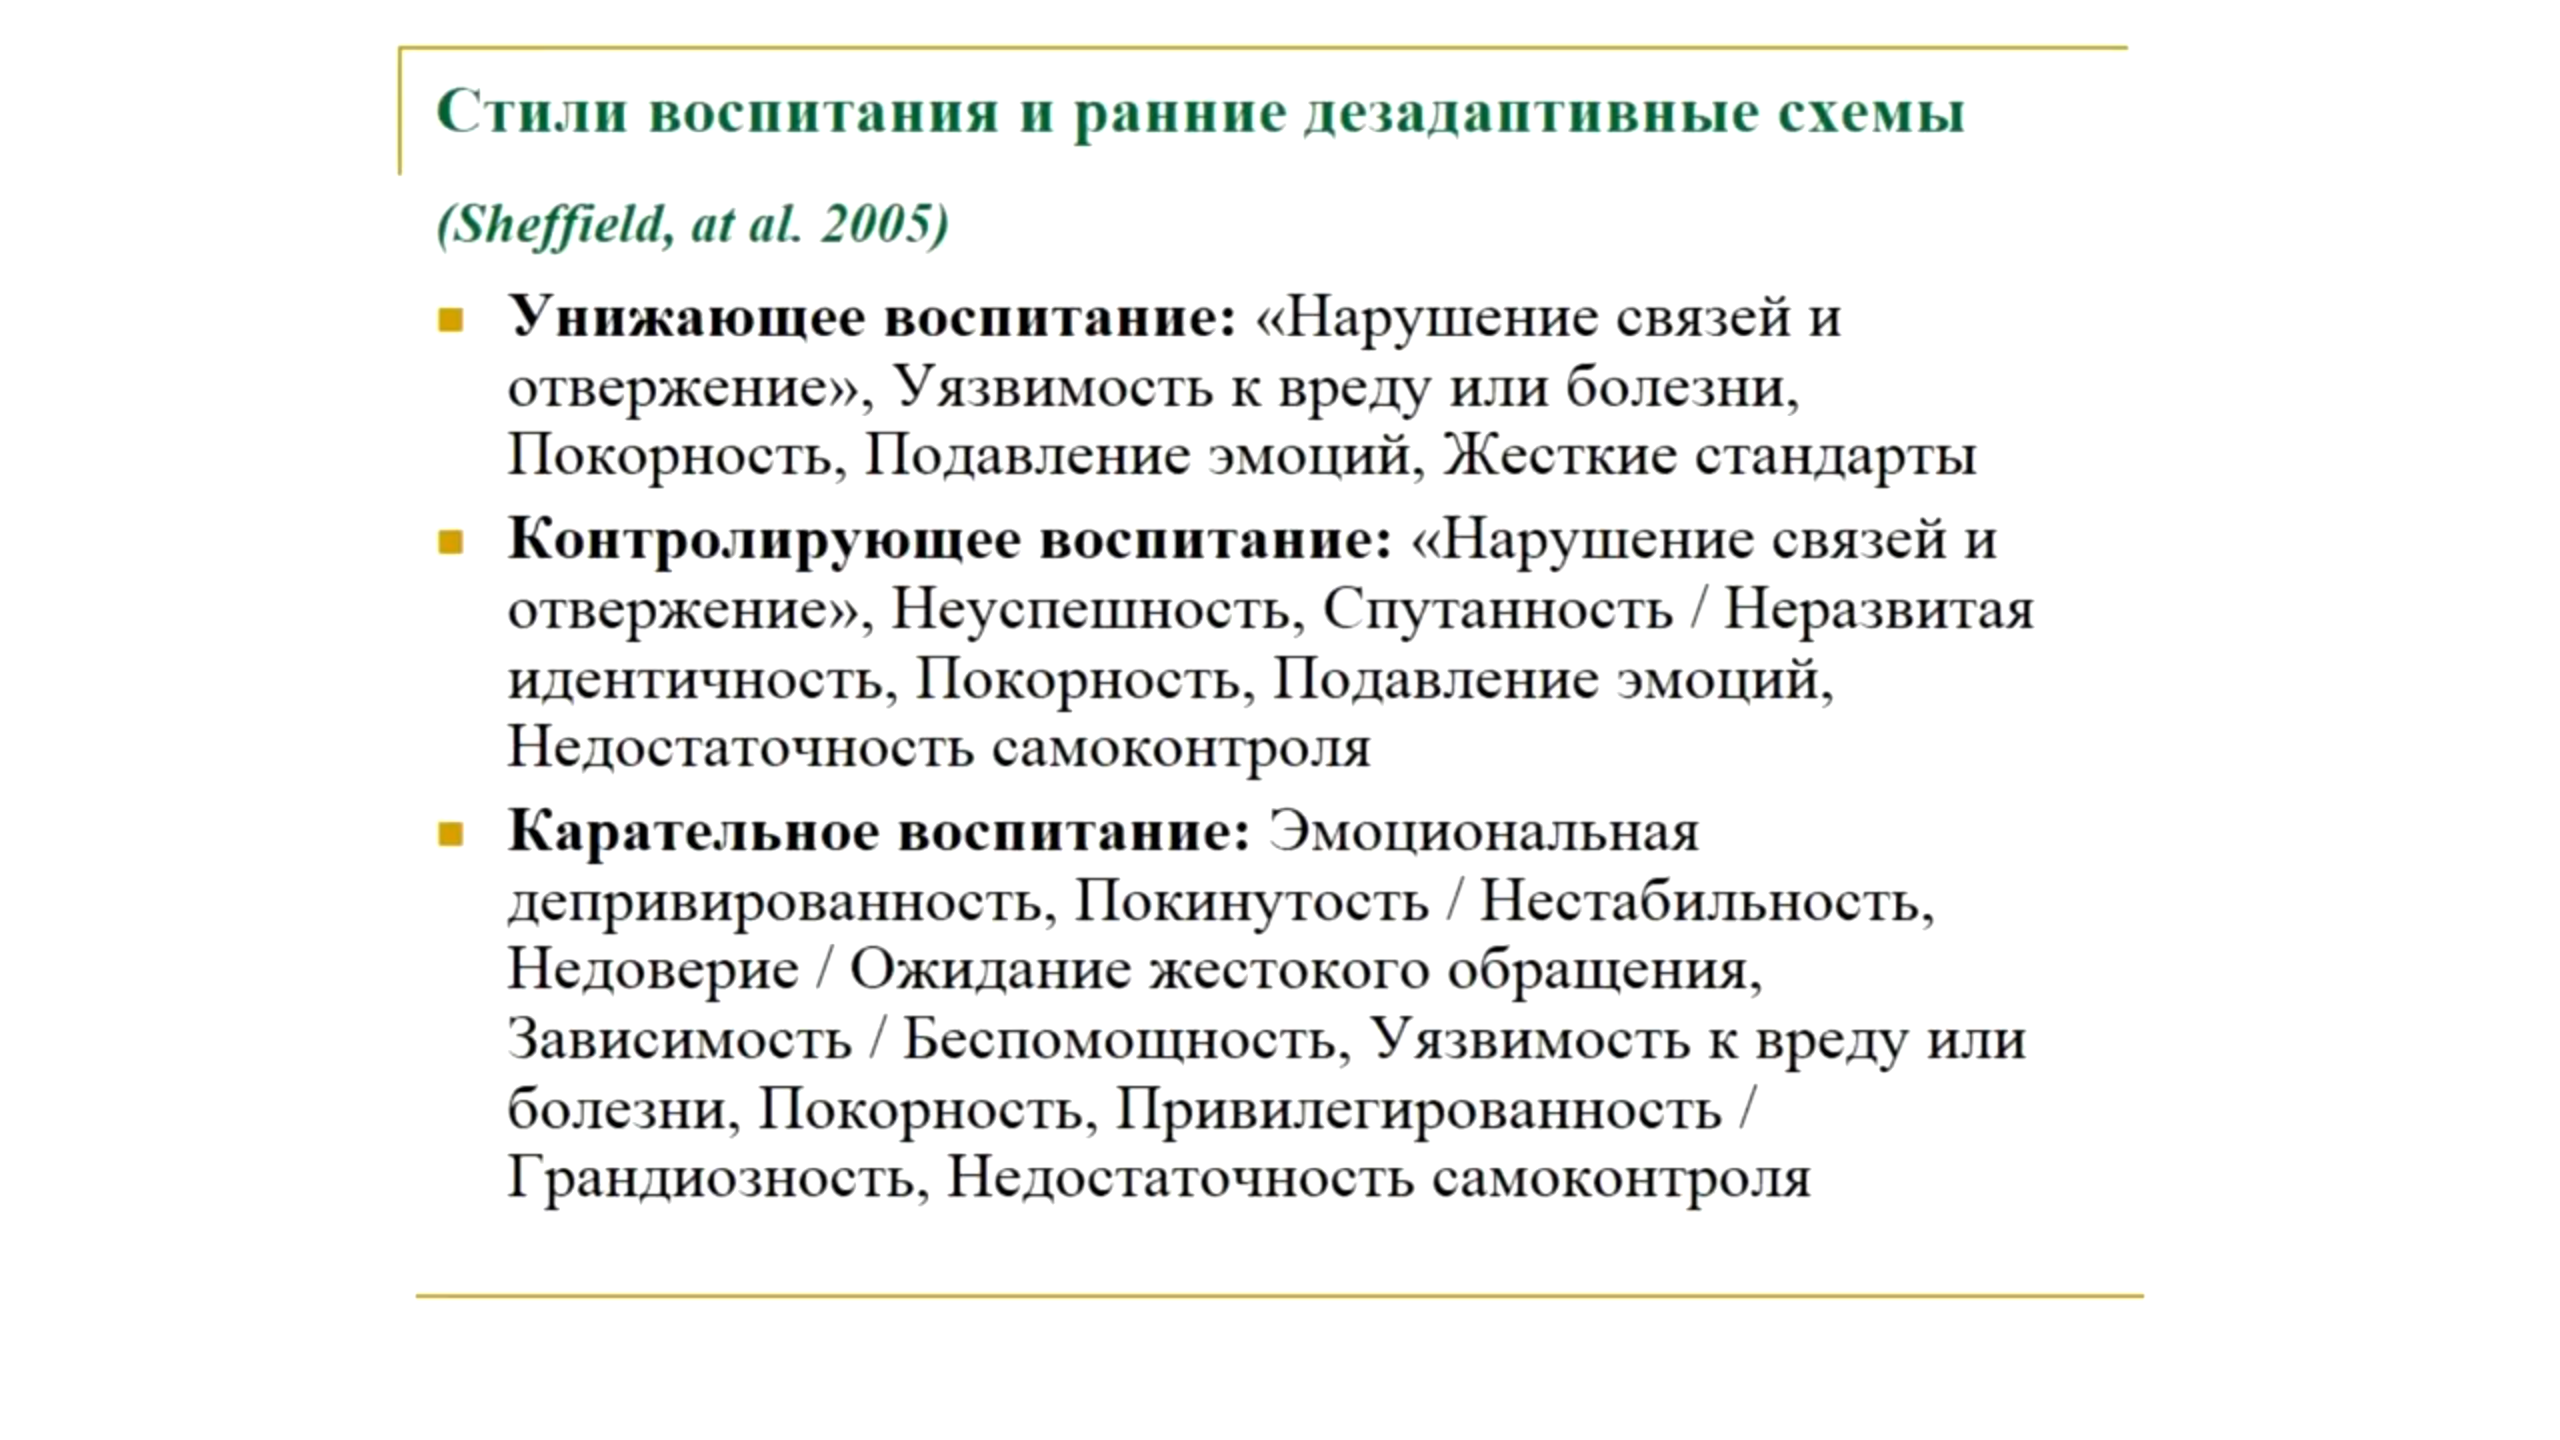 Стили воспитания и ранние дезадаптивные схемы
(Sheffield, at al. 2005)
Унижающее воспитание: «Нарушение связей и
отвержение», Уязвимость к вреду или болезни,
Покорность, Подавление эмоций, Жесткие стандарты
Контролирующее воспитание: «Нарушение связей и
отвержение», Неуспешность, Спутанность / Неразвитая
идентичность, Покорность, Подавление эмоций,
Недостаточность самоконтроля
Карательное воспитание: Эмоциональная
депривированность, Покинутость / Нестабильность,
Недоверие / Ожидание жестокого обращения,
Зависимость / Беспомощность, Уязвимость к вреду или
болезни, Покорность, Привилегированность /
Грандиозность, Недостаточность самоконтроля